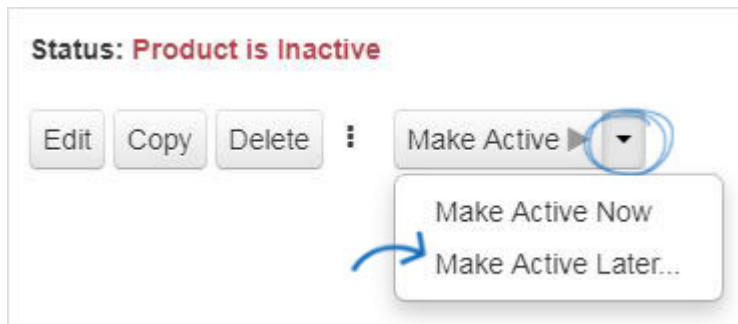 Status: Product is Inactive
Edit Copy Delete Make Active
Make Active Now
Make Active Later...